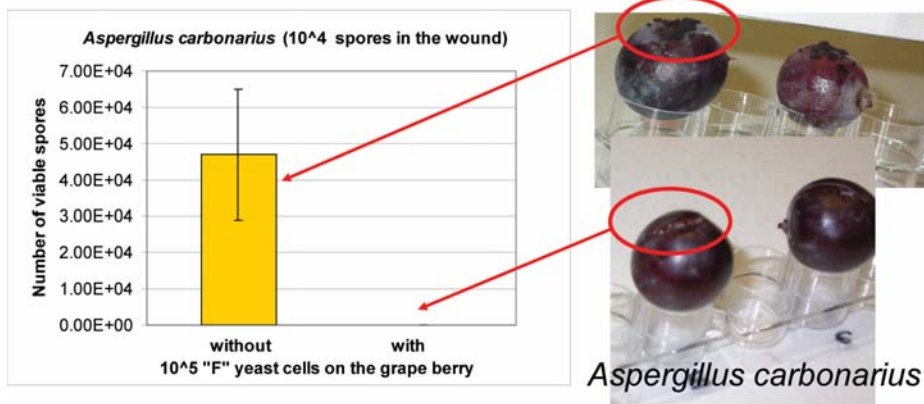 Aspergillus carbonarius (10^4 spores in the wound)
Number of viable spores
7.00E+04
6.00E+04
5.00E+04
4.00E+04
3.00E+04
2.00E+04
1.00E+04
0.00E+00
without with
10^5 "F" yeast cells on the grape berry
Aspergillus carbonarius